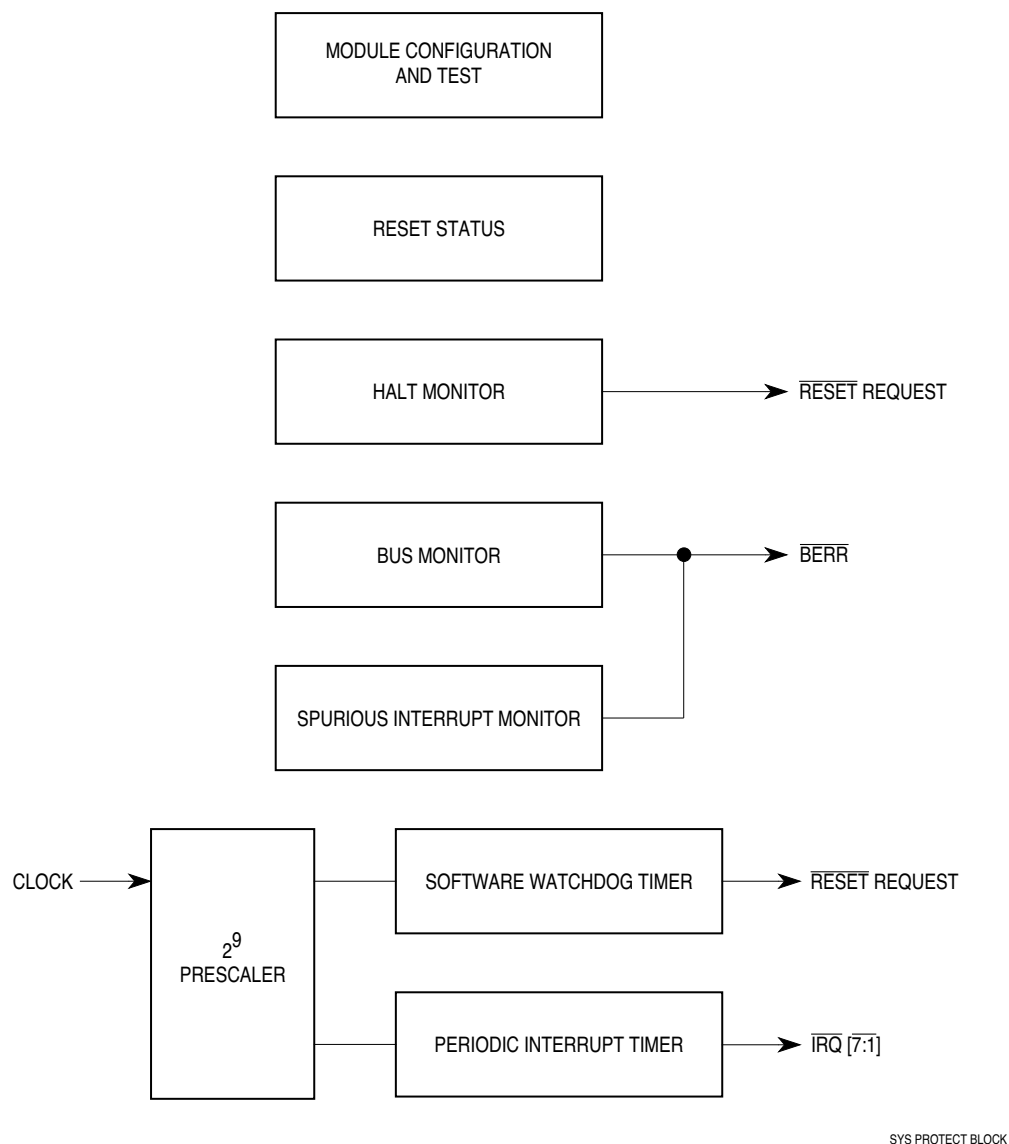 MODULE CONFIGURATION
AND TEST
RESET STATUS
HALT MONITOR
RESET REQUEST
BUS MONITOR
BERR
SPURIOUS INTERRUPT MONITOR
CLOCK
2⁹
PRESCALER
SOFTWARE WATCHDOG TIMER
RESET REQUEST
PERIODIC INTERRUPT TIMER
IRQ [7:1]
SYS PROTECT BLOCK